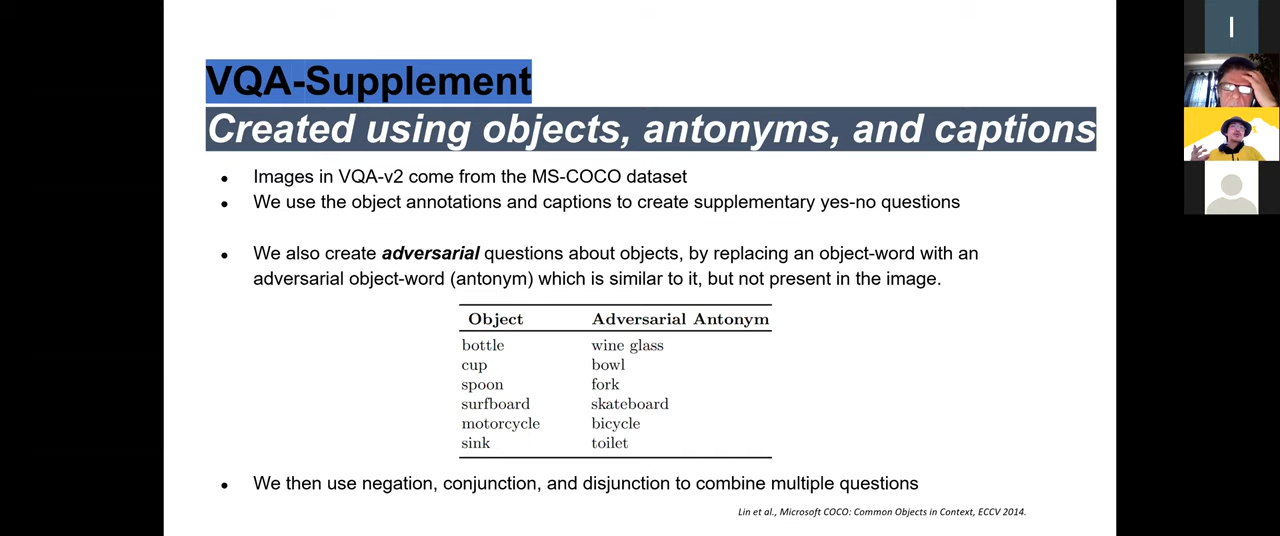 VQA-Supplement
Created using objects, antonyms, and captions
• Images in VQA-v2 come from the MS-COCO dataset
• We use the object annotations and captions to create supplementary yes-no questions
• We also create adversarial questions about objects, by replacing an object-word with an
adversarial object-word (antonym) which is similar to it, but not present in the image.
Object Adversarial Antonym
bottle wine glass
cup bowl
spoon fork
surfboard skateboard
motorcycle bicycle
sink toilet
• We then use negation, conjunction, and disjunction to combine multiple questions
Lin et al., Microsoft COCO: Common Objects in Context, ECCV 2014.
I